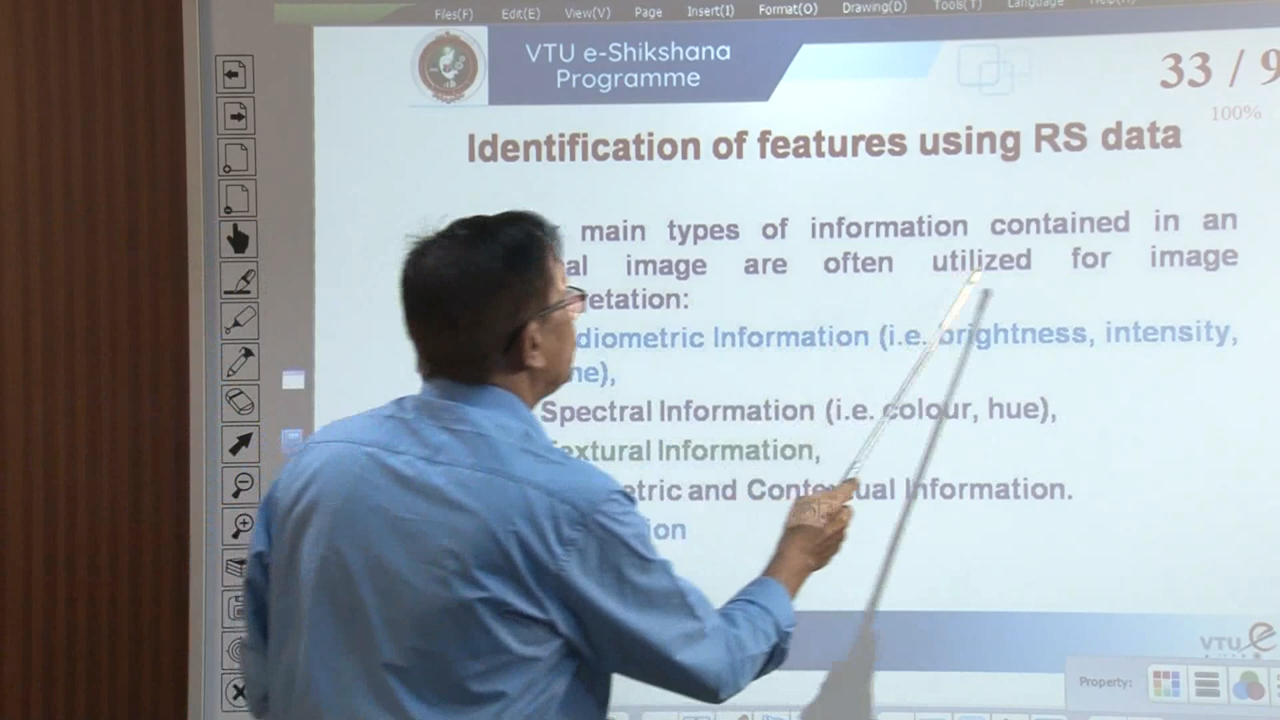 Files(F) Edit(E) View(V) Page Insert(I) Format(O) Drawing(D) Tools(T) Language Help(H)
VTU e-Shikshana
Programme
33 / 9
100%
Identification of features using RS data
main types of information contained in an
al image are often utilized for image
retation:
diometric Information (i.e. brightness, intensity,
ne),
Spectral Information (i.e. colour, hue),
extural Information,
etric and Contextual Information.
ion
VTU e
Property: